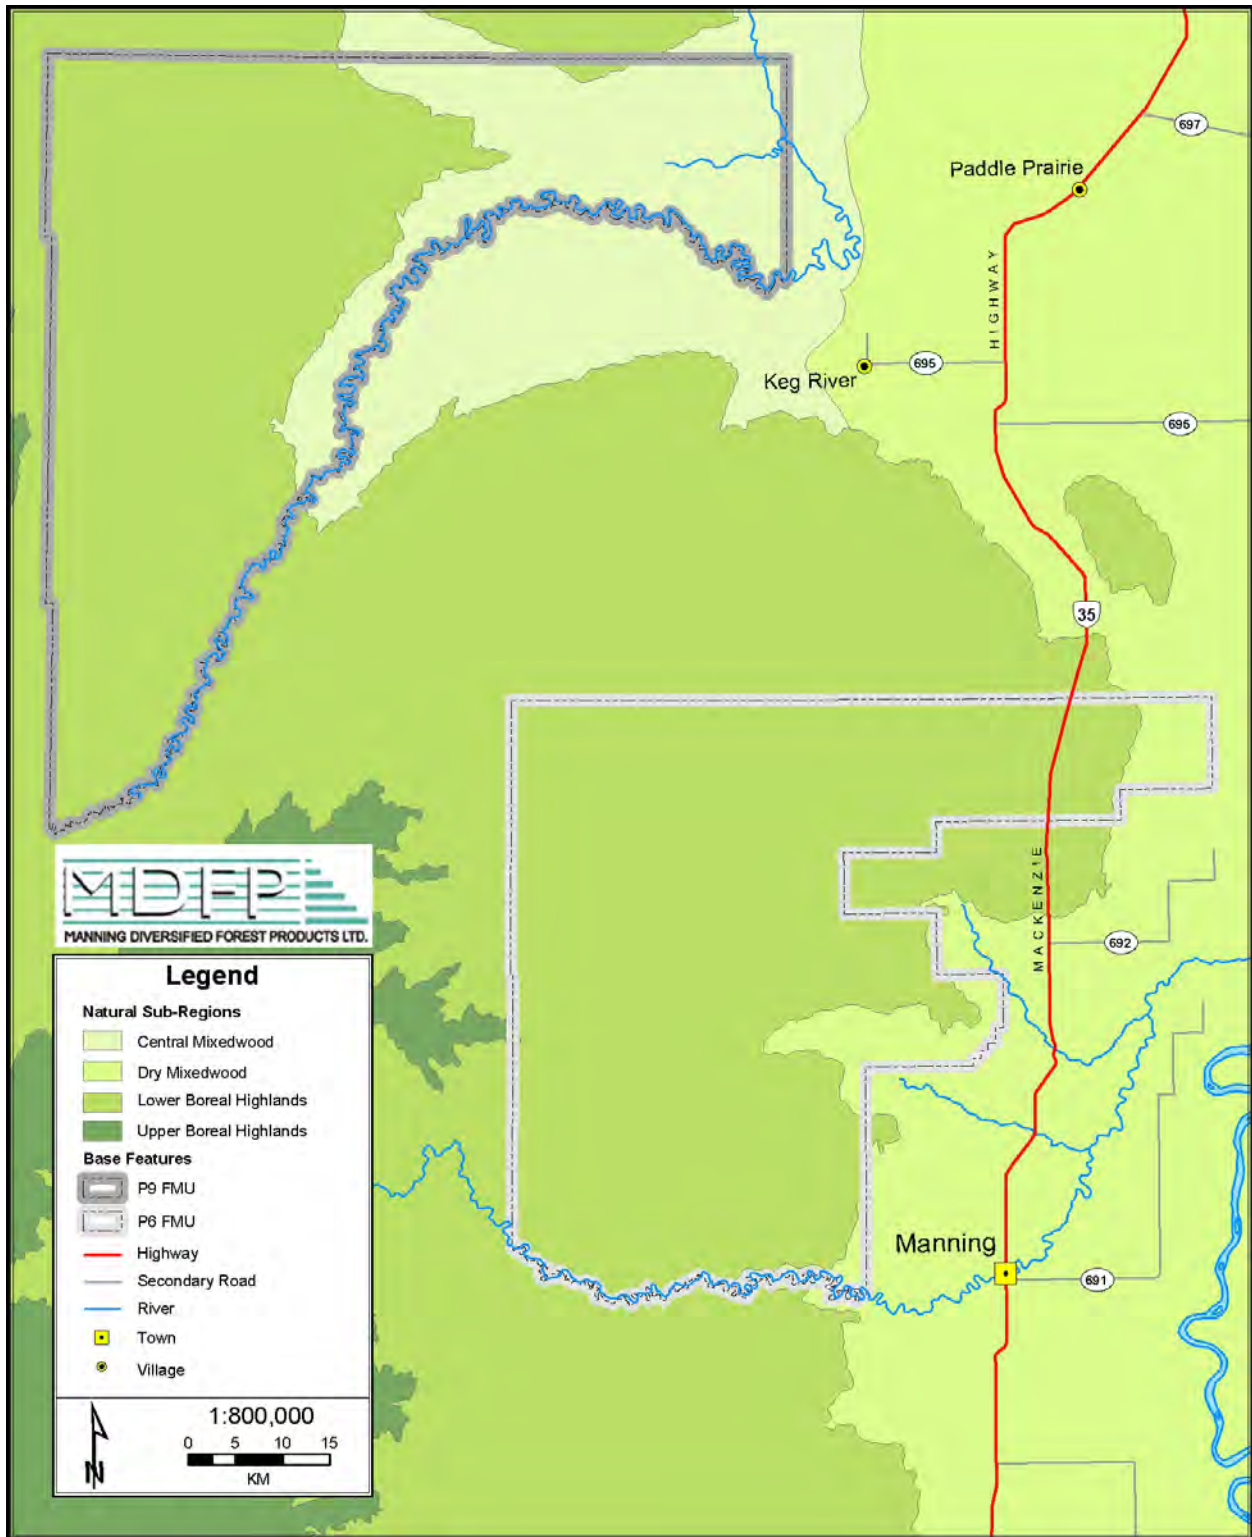 697
Paddle Prairie
HIGHWAY
695
Keg River
695
35
MACKENZIE
692
MDFP
MANNING DIVERSIFIED FOREST PRODUCTS LTD.
Legend
Natural Sub-Regions
Central Mixedwood
Dry Mixedwood
Lower Boreal Highlands
Upper Boreal Highlands
Base Features
P9 FMU
P6 FMU
Highway
Secondary Road
River
Town
Village
Manning
691
1:800,000
0 5 10 15
KM
N